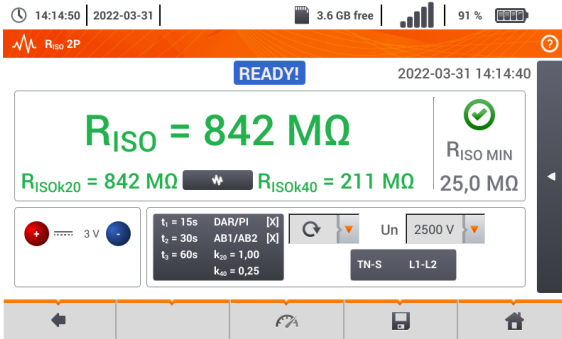 14:14:50 2022-03-31 3.6 GB free 91 %
RISO 2P ?
READY! 2022-03-31 14:14:40
RISO = 842 MΩ
RISO MIN
25,0 MΩ
RISOk20 = 842 MΩ RISOk40 = 211 MΩ
+ 3 V -
t1 = 15s DAR/PI [X]
t2 = 30s AB1/AB2 [X]
t3 = 60s k20 = 1,00
k40 = 0,25
Un 2500 V
TN-S L1-L2